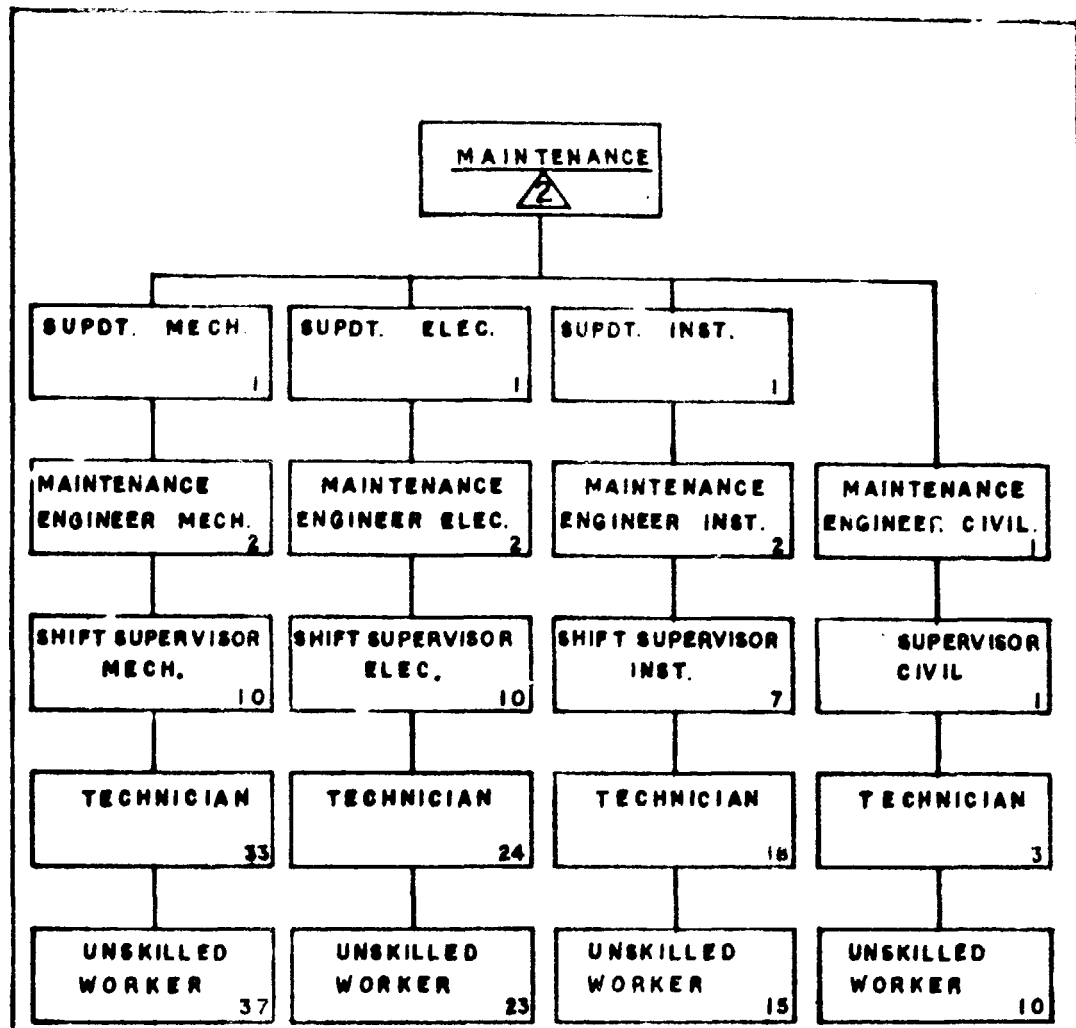 MAINTENANCE
2
SUPDT. MECH.
1
SUPDT. ELEC.
1
SUPDT. INST.
1
MAINTENANCE
ENGINEER MECH.
2
MAINTENANCE
ENGINEER ELEC.
2
MAINTENANCE
ENGINEER INST.
2
MAINTENANCE
ENGINEER CIVIL.
1
SHIFT SUPERVISOR
MECH.
10
SHIFT SUPERVISOR
ELEC.
10
SHIFT SUPERVISOR
INST.
7
SUPERVISOR
CIVIL
1
TECHNICIAN
33
TECHNICIAN
24
TECHNICIAN
TECHNICIAN
3
UNSKILLED
WORKER
37
UNSKILLED
WORKER
23
UNSKILLED
WORKER
15
UNSKILLED
WORKER
10